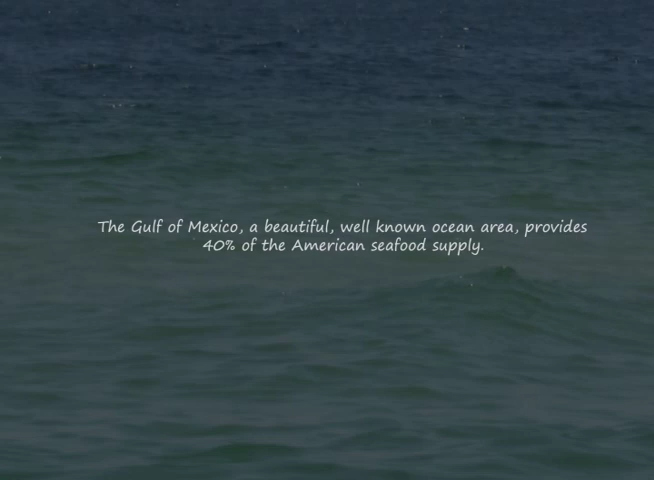 The Gulf of Mexico, a beautiful, well known ocean area, provides
40% of the American seafood supply.